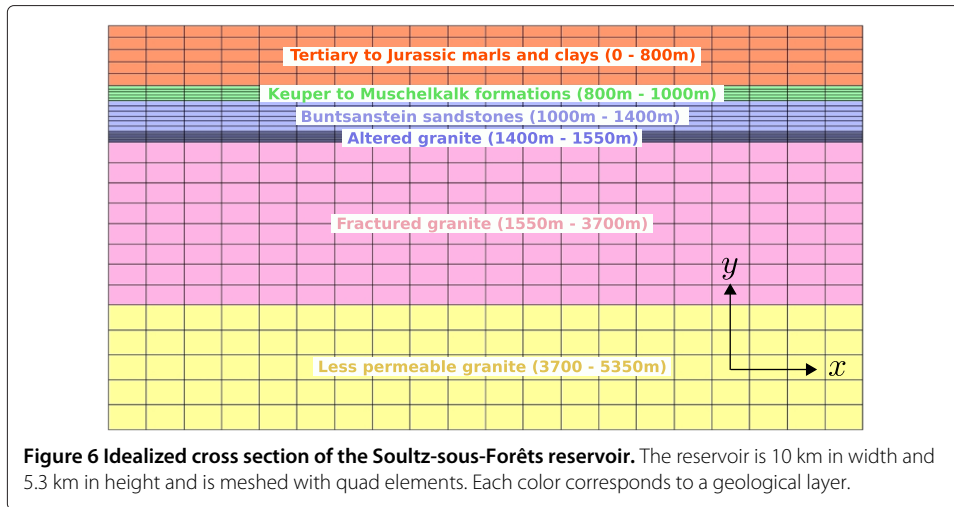 Tertiary to Jurassic marls and clays (0 - 800m)
Keuper to Muschelkalk formations (800m - 1000m)
Buntsanstein sandstones (1000m - 1400m)
Altered granite (1400m - 1550m)
Fractured granite (1550m - 3700m)
y
x
Less permeable granite (3700 - 5350m)
Figure 6 Idealized cross section of the Soultz-sous-Forêts reservoir. The reservoir is 10 km in width and
5.3 km in height and is meshed with quad elements. Each color corresponds to a geological layer.